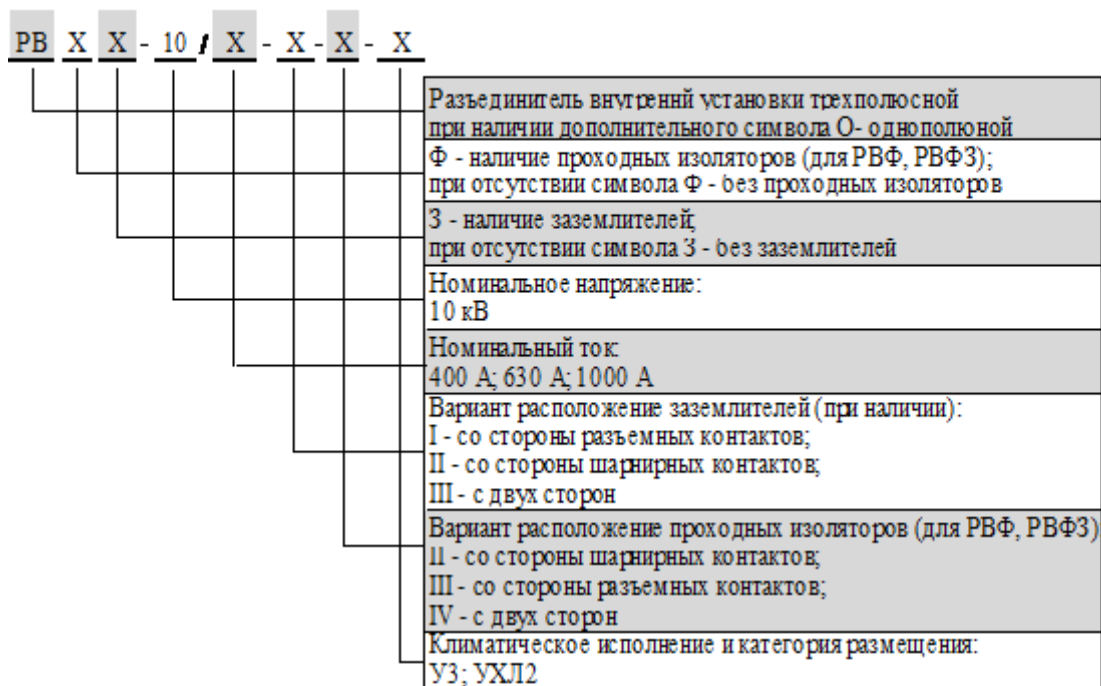 РВ Х Х - 10 / Х - Х - Х - Х
Разъединитель внутреннй установки трехполюсной
при наличии дополнительного символа О- однополюной
Ф - наличие проходных изоляторов (для РВФ, РВФЗ);
при отсутствии символа Ф - без проходных изоляторов
З - наличие заземлителей;
при отсутствии символа З - без заземлителей
Номинальное напряжение:
10 кВ
Номинальный ток:
400 А; 630 А; 1000 А
Вариант расположение заземлителей (при наличии):
I - со стороны разъемных контактов;
II - со стороны шарнирных контактов;
III - с двух сторон
Вариант расположение проходных изоляторов (для РВФ, РВФЗ)
II - со стороны шарнирных контактов;
III - со стороны разъемных контактов;
IV - с двух сторон
Климатическое исполнение и категория размещения:
У3; УХЛ2